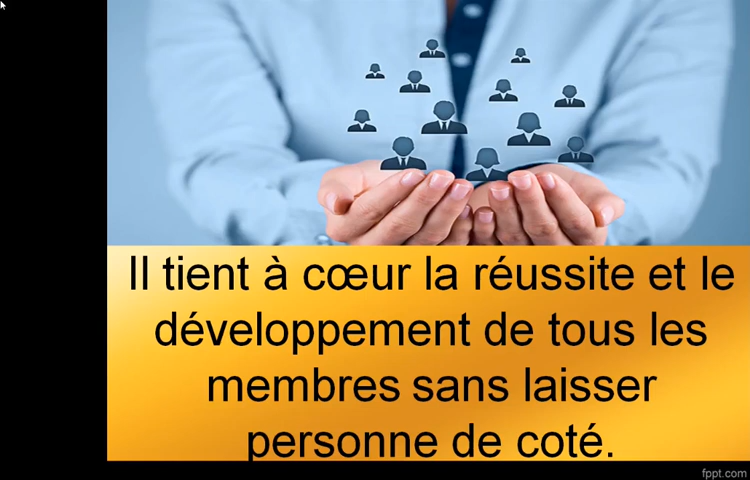 Il tient à cœur la réussite et le
développement de tous les
membres sans laisser
personne de coté.
fppt.com